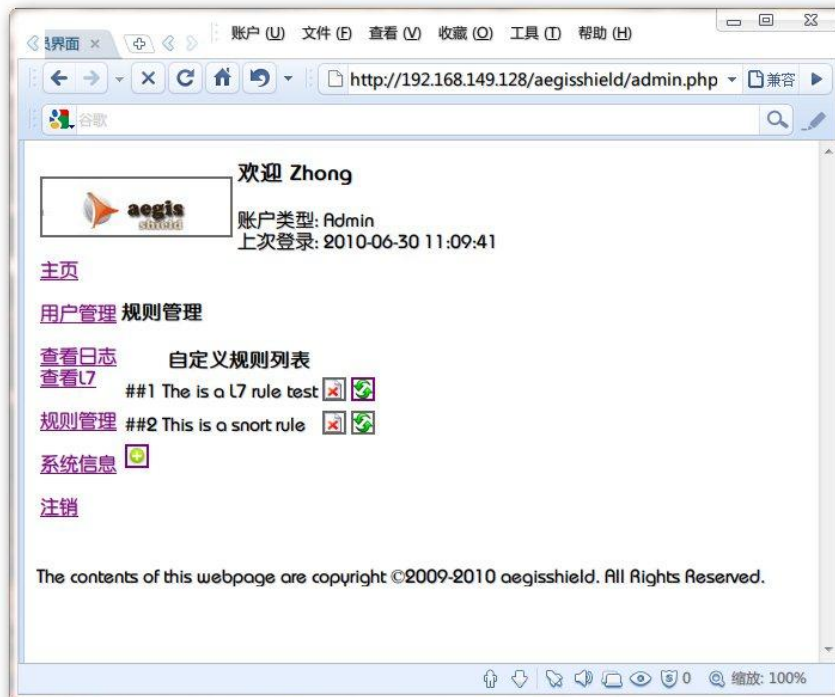 账户 (U) 文件 (F) 查看 (V) 收藏 (O) 工具 (T) 帮助 (H)
界面
http://192.168.149.128/aegisshield/admin.php 兼容
谷歌
aegis
shield
欢迎 Zhong
账户类型: Admin
上次登录: 2010-06-30 11:09:41
主页
用户管理
规则管理
查看日志
查看L7
自定义规则列表
##1 The is a L7 rule test
规则管理
##2 This is a snort rule
系统信息
注销
The contents of this webpage are copyright ©2009-2010 aegisshield. All Rights Reserved.
0 缩放: 100%